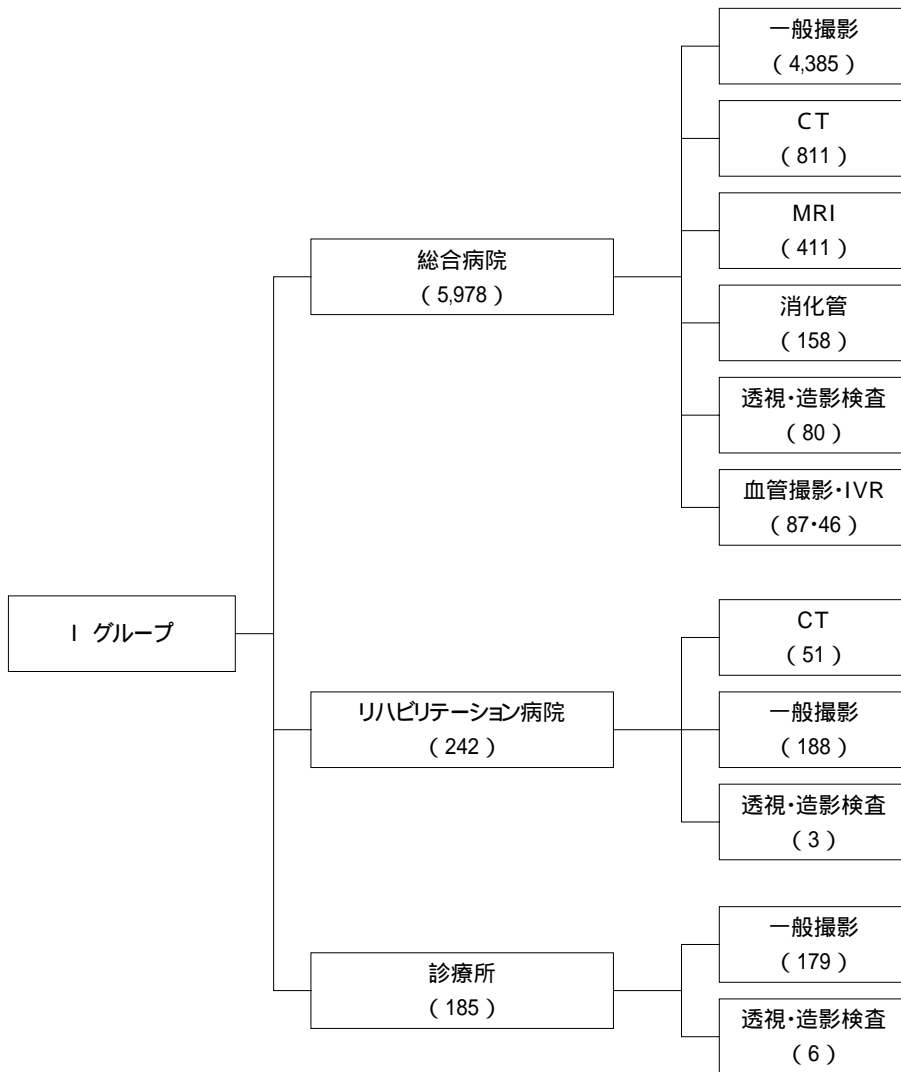 I グループ
総合病院
( 5,978 )
一般撮影
( 4,385 )
CT
( 811 )
MRI
( 411 )
消化管
( 158 )
透視・造影検査
( 80 )
血管撮影・IVR
( 87・46 )
リハビリテーション病院
( 242 )
CT
( 51 )
一般撮影
( 188 )
透視・造影検査
( 3 )
診療所
( 185 )
一般撮影
( 179 )
透視・造影検査
( 6 )